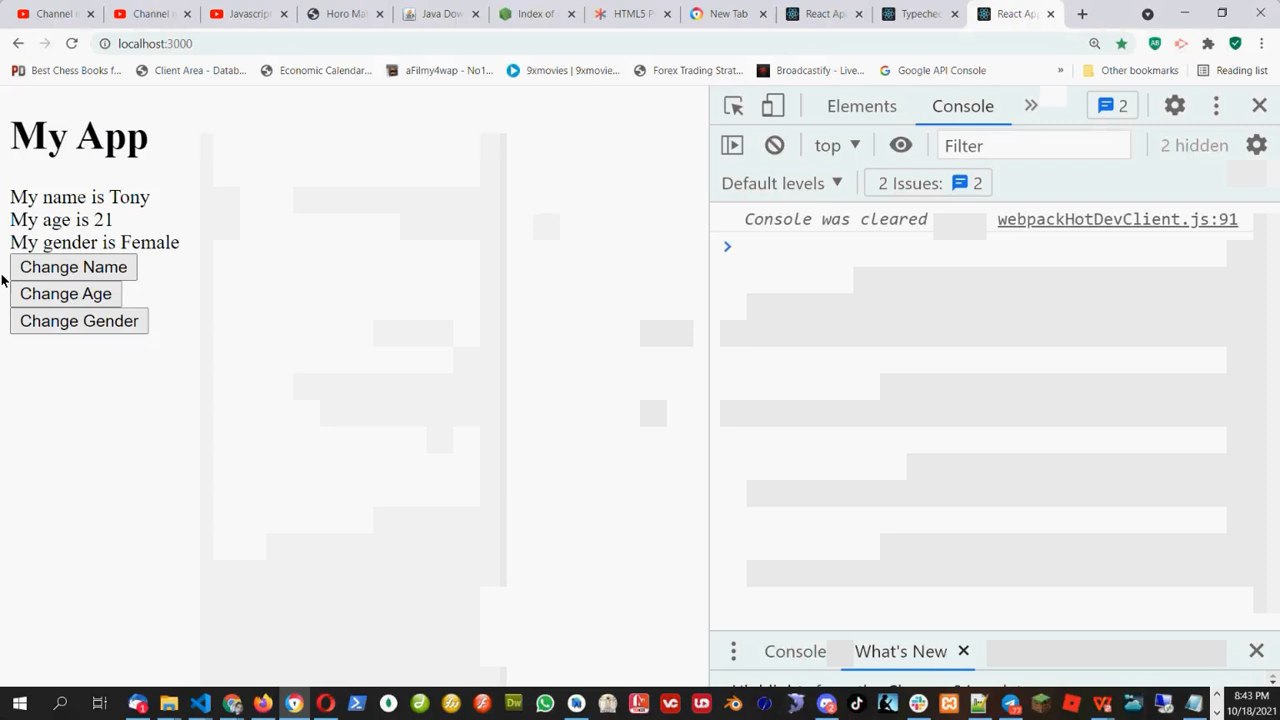 Channel
Channel
Javascrip
Horo Ma
Java Dow
Index o
HTML5
New Tab
React Ap
Typechec
React Ap
localhost:3000
Best Chess Books f...
Client Area - Datab...
Economic Calendar...
aFilmy4wap - No1...
9xmovies | 9xmovie...
Forex Trading Strat...
Broadcastify - Live...
Google API Console
»
Other bookmarks
Reading list
My App
My name is Tony
My age is 21
My gender is Female
Change Name
Change Age
Change Gender
Elements
Console
»
2
top
Filter
2 hidden
Default levels
2 Issues:
2
Console was cleared
webpackHotDevClient.js:91
Console
What's New
8:43 PM
10/18/2021